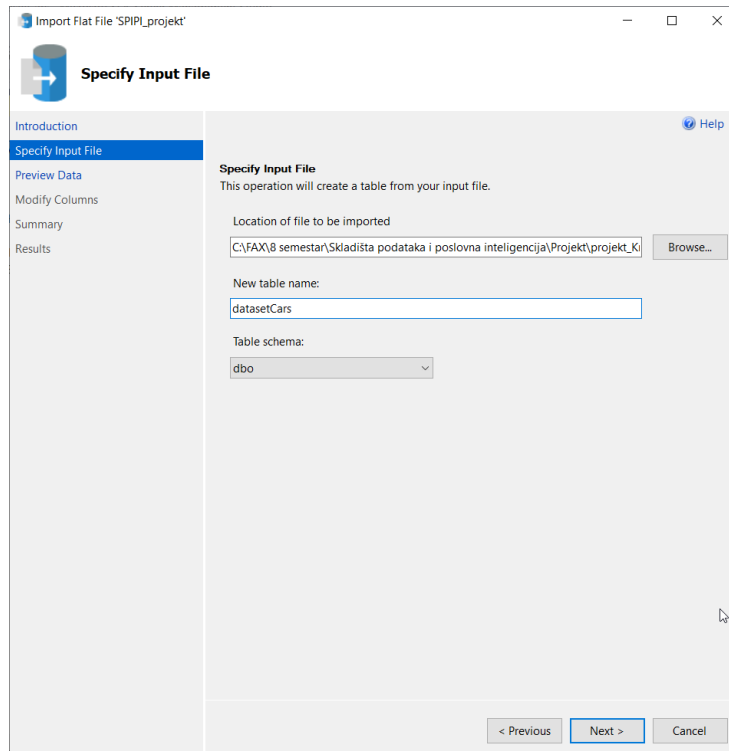 Import Flat File 'SPIPI_projekt'
Specify Input File
Help
Introduction
Specify Input File
Preview Data
Modify Columns
Summary
Results
Specify Input File
This operation will create a table from your input file.
Location of file to be imported
C:\FAX\8 semestar\Skladišta podataka i poslovna inteligencija\Projekt\projekt_K
Browse...
New table name:
datasetCars
Table schema:
dbo
< Previous
Next >
Cancel